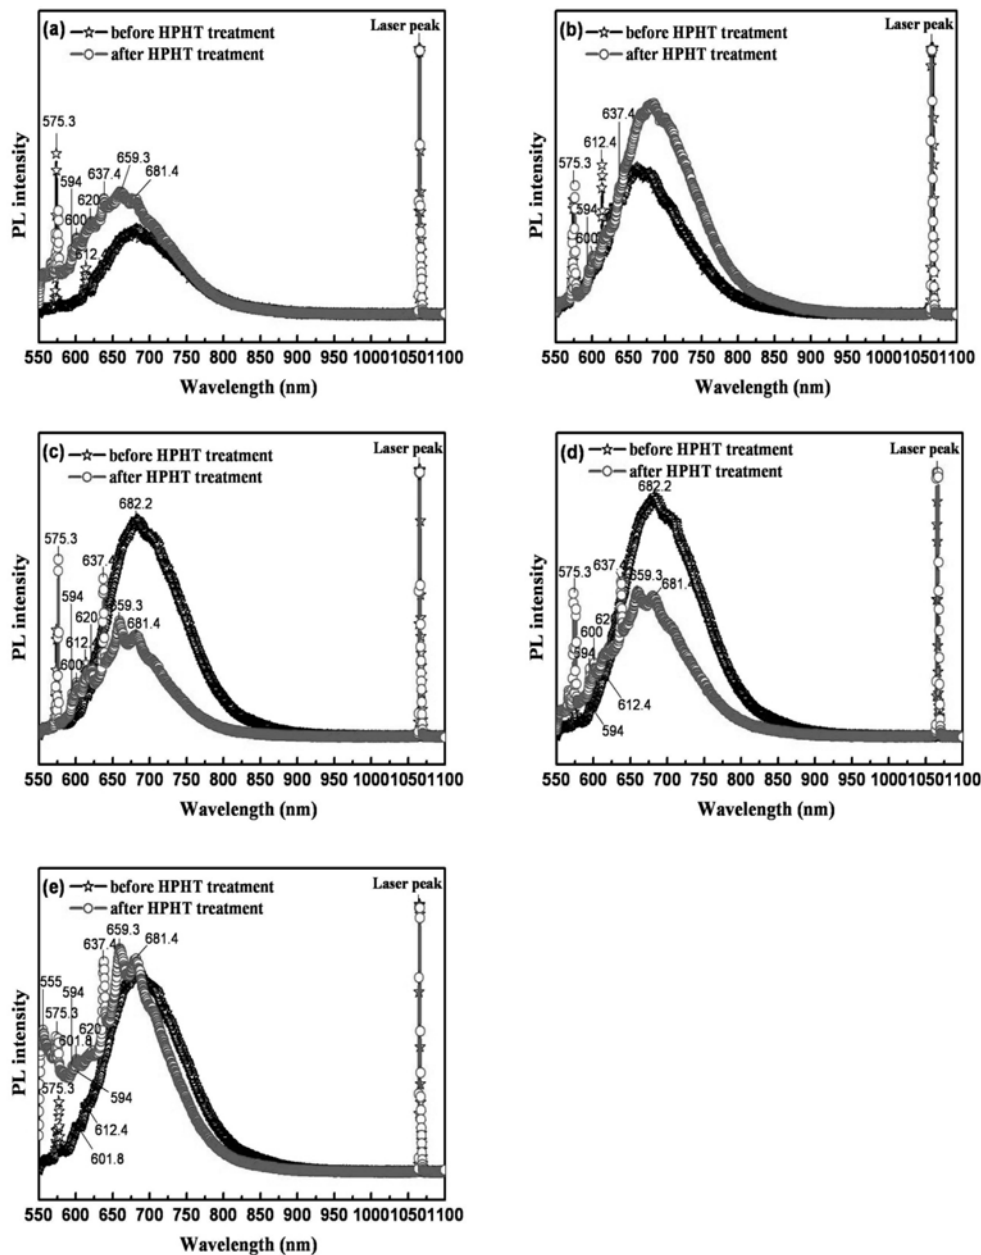 (a)
before HPHT treatment
after HPHT treatment
Laser peak
575.3
594
600
612
620
637.4
659.3
681.4
PL intensity
550 600 650 700 750 800 850 900 950 1000 1050 1100
Wavelength (nm)
(b)
before HPHT treatment
after HPHT treatment
Laser peak
575.3
594
600
612.4
637.4
PL intensity
550 600 650 700 750 800 850 900 950 1000 1050 1100
Wavelength (nm)
(c)
before HPHT treatment
after HPHT treatment
Laser peak
682.2
575.3
637.4
594
659.3
620
681.4
612.4
600
PL intensity
550 600 650 700 750 800 850 900 950 1000 1050 1100
Wavelength (nm)
(d)
before HPHT treatment
after HPHT treatment
Laser peak
682.2
575.3
637.4
659.3
681.4
620
600
594
612.4
594
PL intensity
550 600 650 700 750 800 850 900 950 1000 1050 1100
Wavelength (nm)
(e)
before HPHT treatment
after HPHT treatment
Laser peak
659.3
637.4
681.4
555
594
575.3
620
601.8
575.3
594
612.4
601.8
PL intensity
550 600 650 700 750 800 850 900 950 1000 1050 1100
Wavelength (nm)